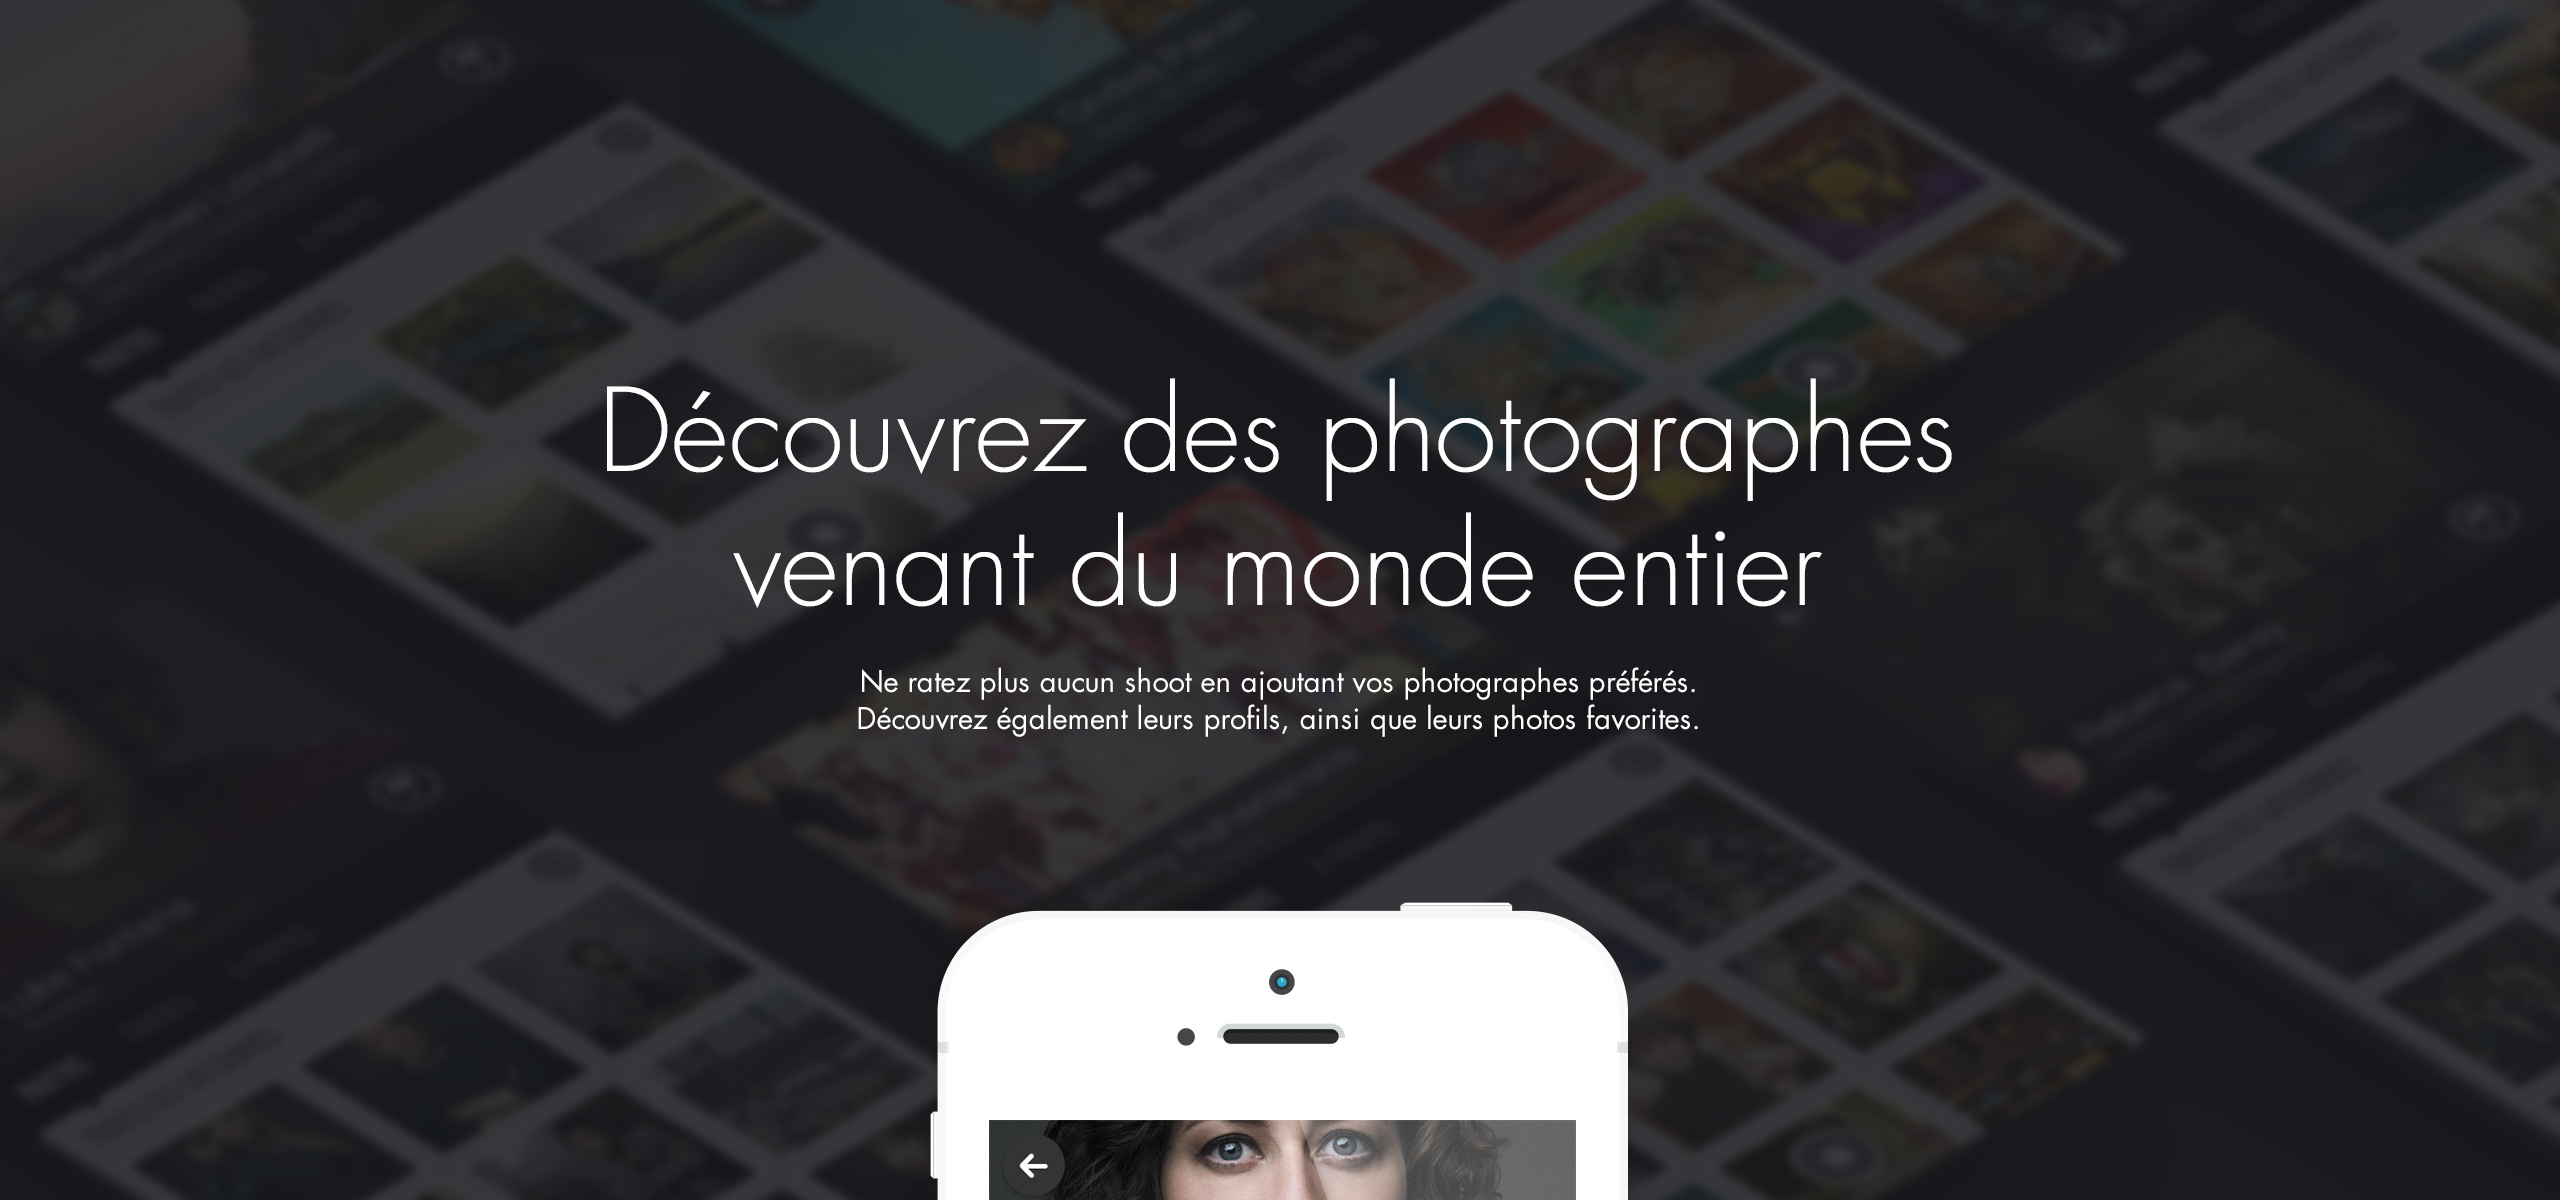 Découvrez des photographes
venant du monde entier
Ne ratez plus aucun shoot en ajoutant vos photographes préférés.
Découvrez également leurs profils, ainsi que leurs photos favorites.